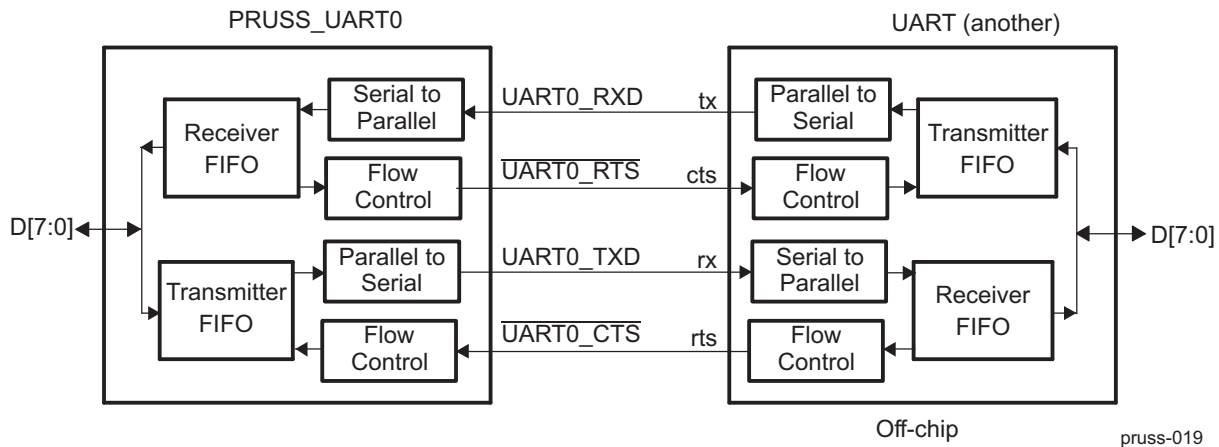 PRUSS_UART0
UART (another)
Serial to
Parallel
Receiver
FIFO
Flow
Control
D[7:0]
Parallel to
Serial
Transmitter
FIFO
Flow
Control
UART0_RXD
tx
UART0_RTS
cts
UART0_TXD
rx
UART0_CTS
rts
Parallel to
Serial
Transmitter
FIFO
Flow
Control
D[7:0]
Serial to
Parallel
Receiver
FIFO
Flow
Control
Off-chip
pruss-019